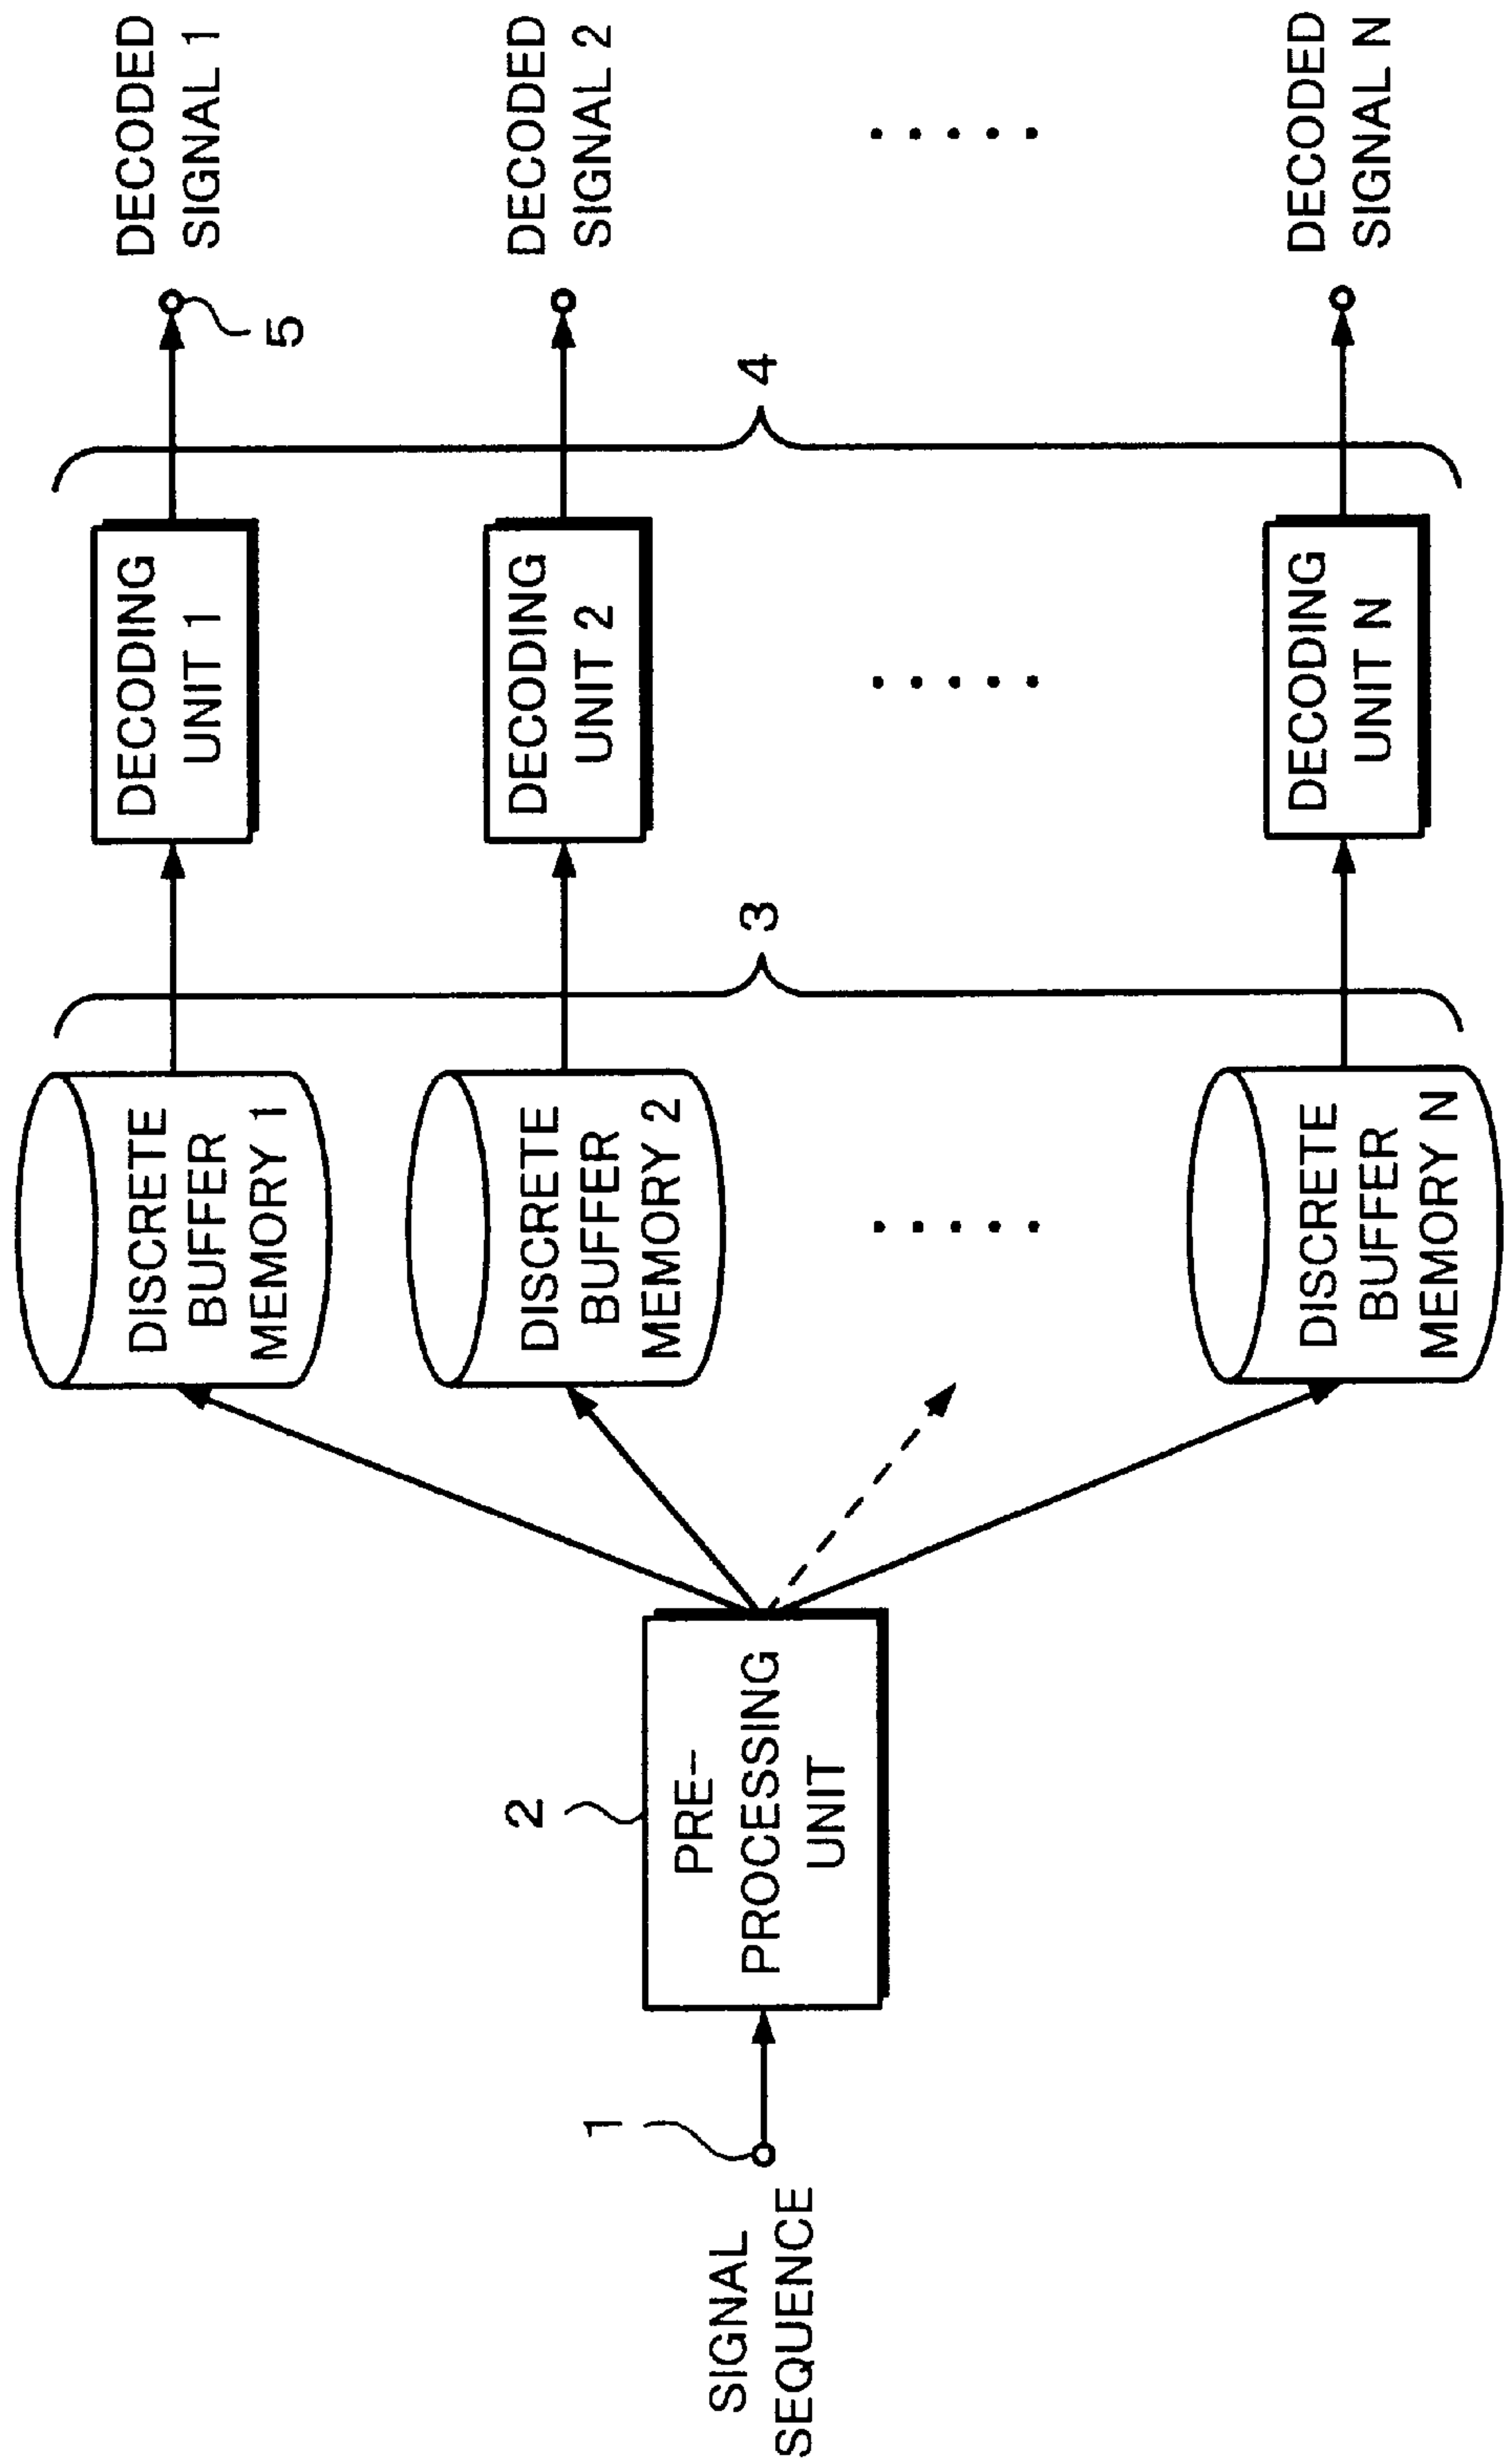 SIGNAL
SEQUENCE
1
2
PRE-
PROCESSING
UNIT
DISCRETE
BUFFER
MEMORY 1
DISCRETE
BUFFER
MEMORY 2
.....
DISCRETE
BUFFER
MEMORY N
3
DECODING
UNIT 1
DECODING
UNIT 2
.....
DECODING
UNIT N
4
5
DECODED
SIGNAL 1
DECODED
SIGNAL 2
.....
DECODED
SIGNAL N